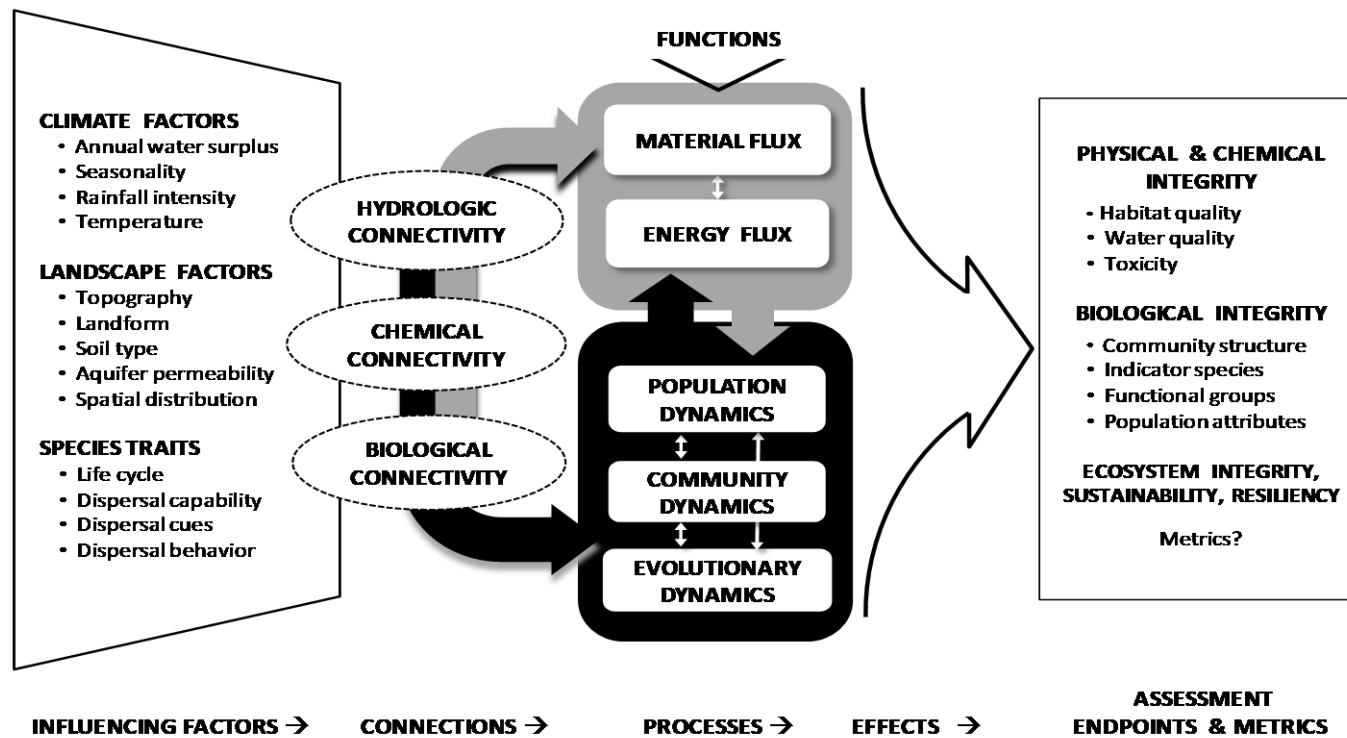 FUNCTIONS
CLIMATE FACTORS
• Annual water surplus
• Seasonality
• Rainfall intensity
• Temperature
LANDSCAPE FACTORS
• Topography
• Landform
• Soil type
• Aquifer permeability
• Spatial distribution
SPECIES TRAITS
• Life cycle
• Dispersal capability
• Dispersal cues
• Dispersal behavior
HYDROLOGIC
CONNECTIVITY
CHEMICAL
CONNECTIVITY
BIOLOGICAL
CONNECTIVITY
MATERIAL FLUX
ENERGY FLUX
POPULATION
DYNAMICS
COMMUNITY
DYNAMICS
EVOLUTIONARY
DYNAMICS
PHYSICAL & CHEMICAL
INTEGRITY
• Habitat quality
• Water quality
• Toxicity
BIOLOGICAL INTEGRITY
• Community structure
• Indicator species
• Functional groups
• Population attributes
ECOSYSTEM INTEGRITY,
SUSTAINABILITY, RESILIENCY
Metrics?
INFLUENCING FACTORS →
CONNECTIONS →
PROCESSES →
EFFECTS →
ASSESSMENT
ENDPOINTS & METRICS